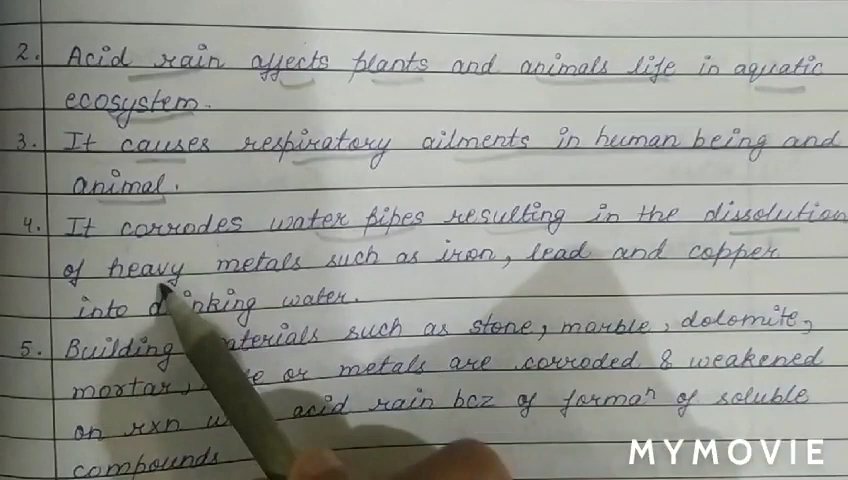 2. Acid rain affects plants and animals life in aquatic
ecosystem.
3. It causes respiratory ailments in human being and
animal.
4. It corrodes water pipes resulting in the dissolution
of heavy metals such as iron, lead and copper
into drinking water.
5. Building materials such as stone, marble, dolomite,
mortar, or metals are corroded & weakened
on rxn acid rain bcz of formaⁿ of soluble
compounds
MYMOVIE